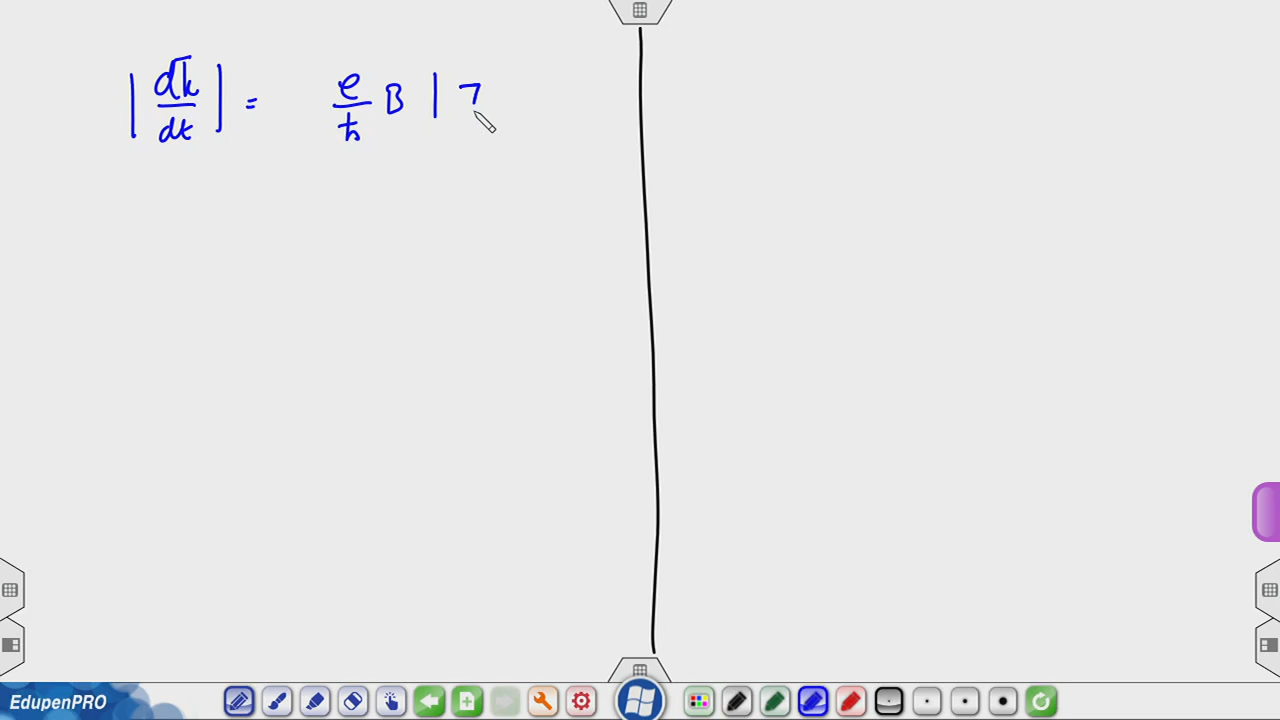 | dk̅/dt | = e/ħ B | 7
EdupenPRO